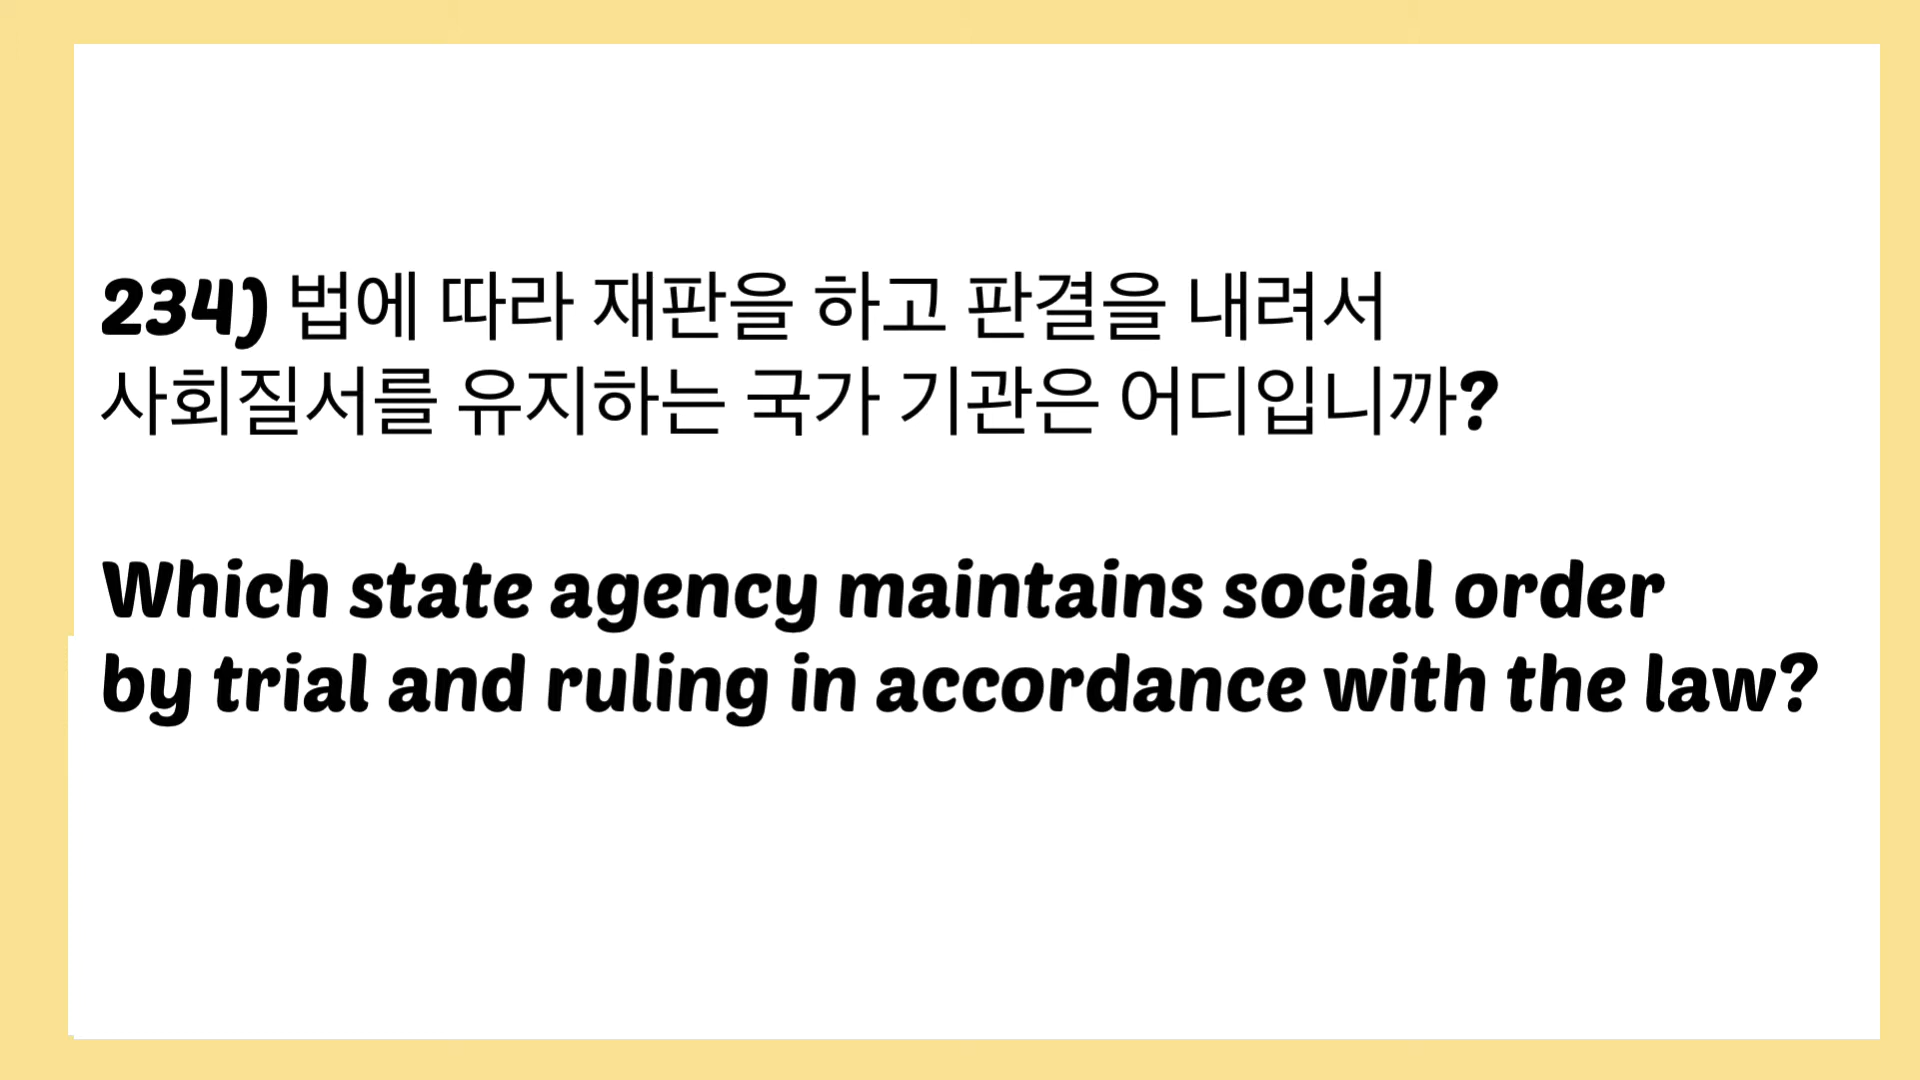 234) 법에 따라 재판을 하고 판결을 내려서
사회질서를 유지하는 국가 기관은 어디입니까?
Which state agency maintains social order
by trial and ruling in accordance with the law?